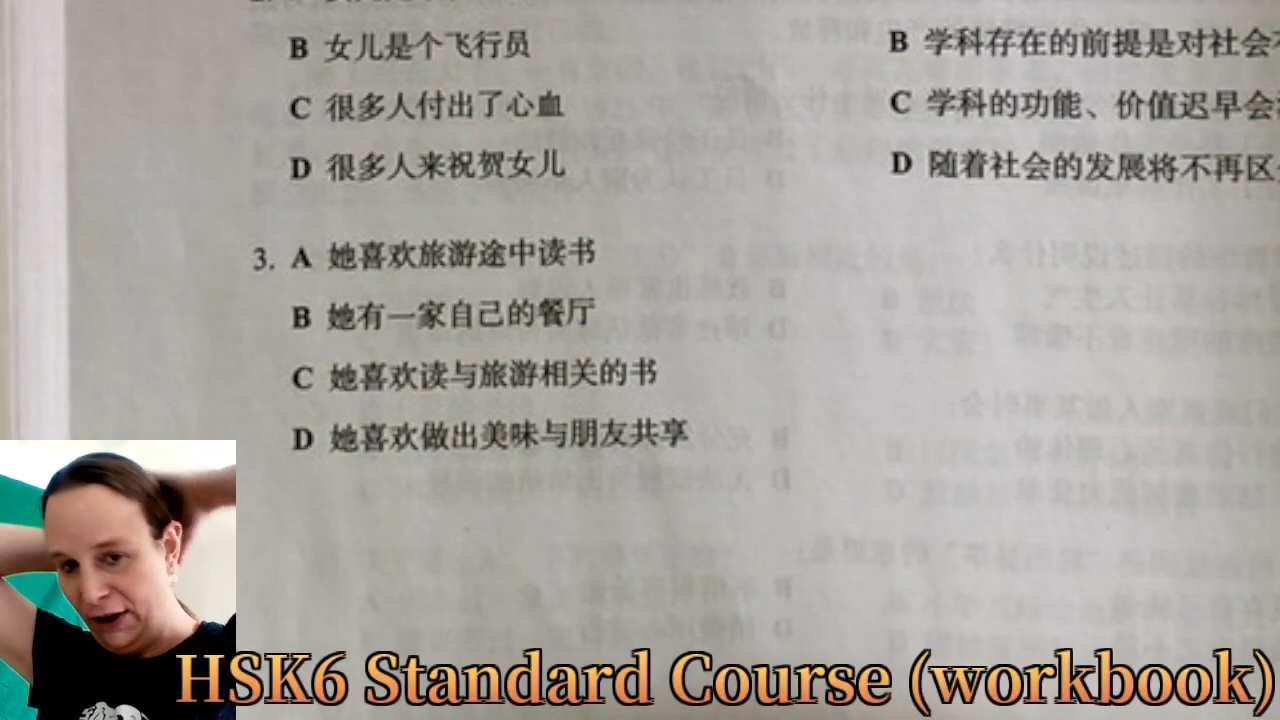 B 女儿是个飞行员
C 很多人付出了心血
D 很多人来祝贺女儿
3. A 她喜欢旅游途中读书
B 她有一家自己的餐厅
C 她喜欢读与旅游相关的书
D 她喜欢做出美味与朋友共享
B 学科存在的前提是对社会
C 学科的功能、价值迟早会
D 随着社会的发展将不再区
HSK6 Standard Course (workbook)